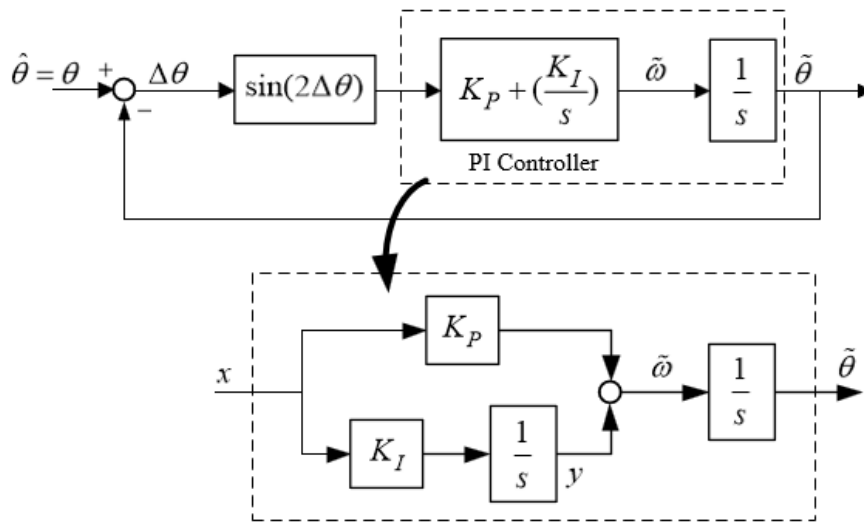 θ̂ = θ + Δθ − sin(2Δθ) K_P + (K_I/s) ω̃ 1/s θ̃
PI Controller
K_P
x ω̃ 1/s θ̃
K_I 1/s y